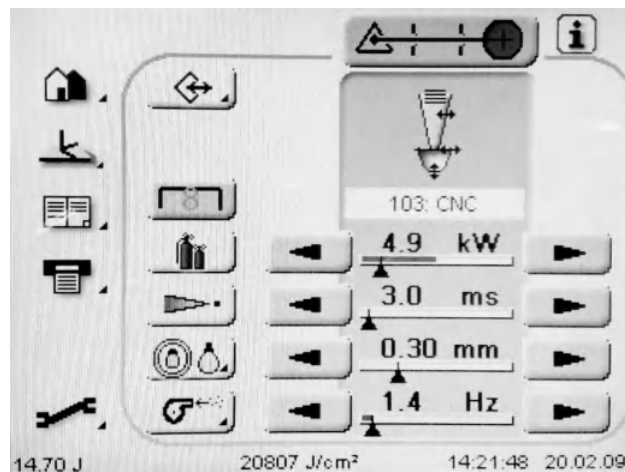 i
103: CNC
4.9 kW
3.0 ms
0.30 mm
1.4 Hz
14.70 J 20807 J/cm² 14:21:48 20.02.09